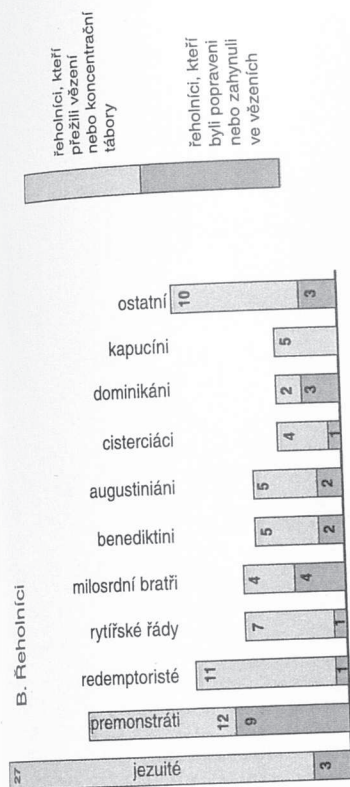 B. Řeholníci
27
jezuité
3
premonstráti
12
9
redemptoristé
11
1
rytířské řády
7
1
milosrdní bratři
4
4
benediktini
5
2
augustiniáni
5
2
cisterciáci
4
1
dominikáni
2
3
kapucíni
5
ostatní
10
3
řeholníci, kteří
přežili vězení
nebo koncentrační
tábory
řeholníci, kteří
byli popraveni
nebo zahynuli
ve vězeních